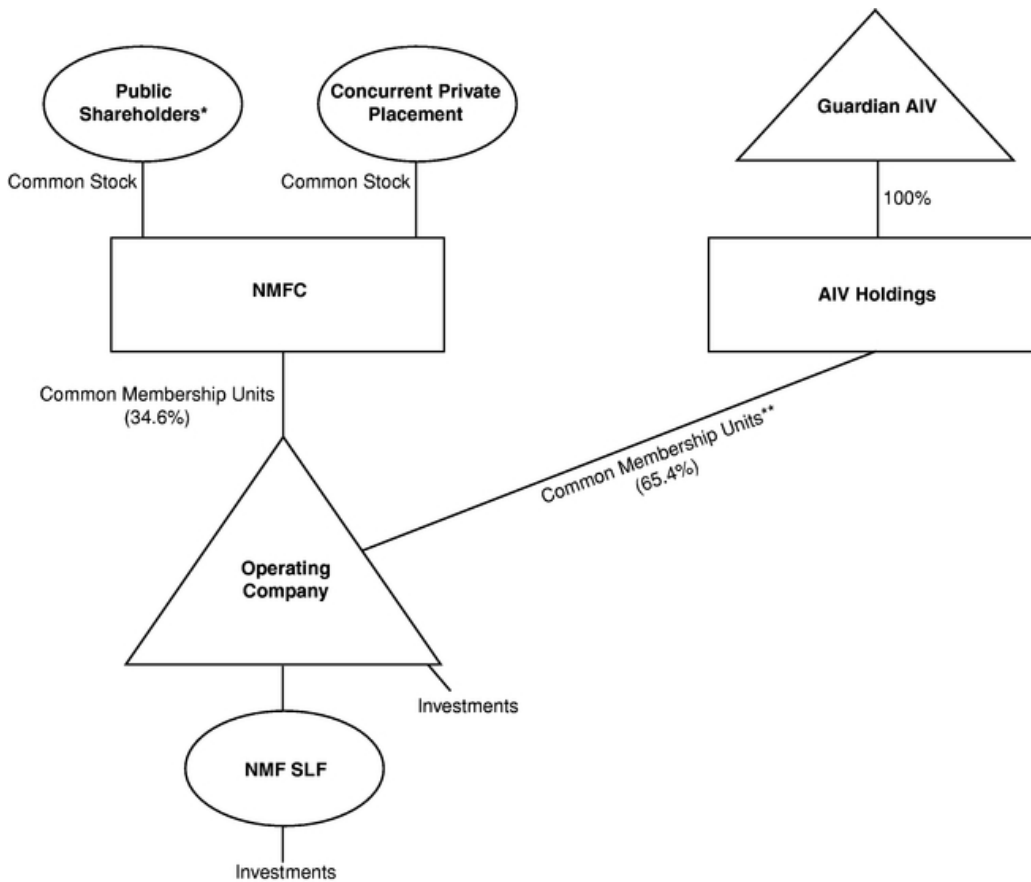 Public
Shareholders*
Concurrent Private
Placement
Guardian AIV
Common Stock
Common Stock
100%
NMFC
AIV Holdings
Common Membership Units
(34.6%)
Common Membership Units**
(65.4%)
Operating
Company
Investments
NMF SLF
Investments